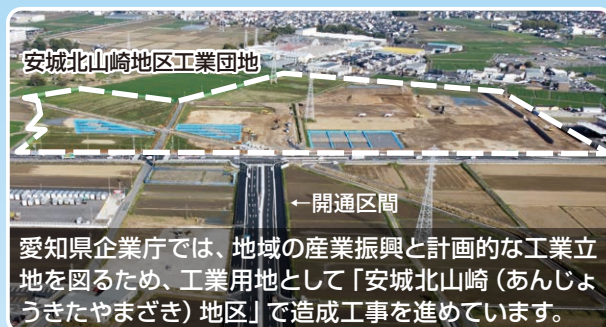 安城北山崎地区工業団地
←開通区間
愛知県企業庁では、地域の産業振興と計画的な工業立
地を図るため、工業用地として「安城北山崎（あんじょ
うきたやまざき）地区」で造成工事を進めています。